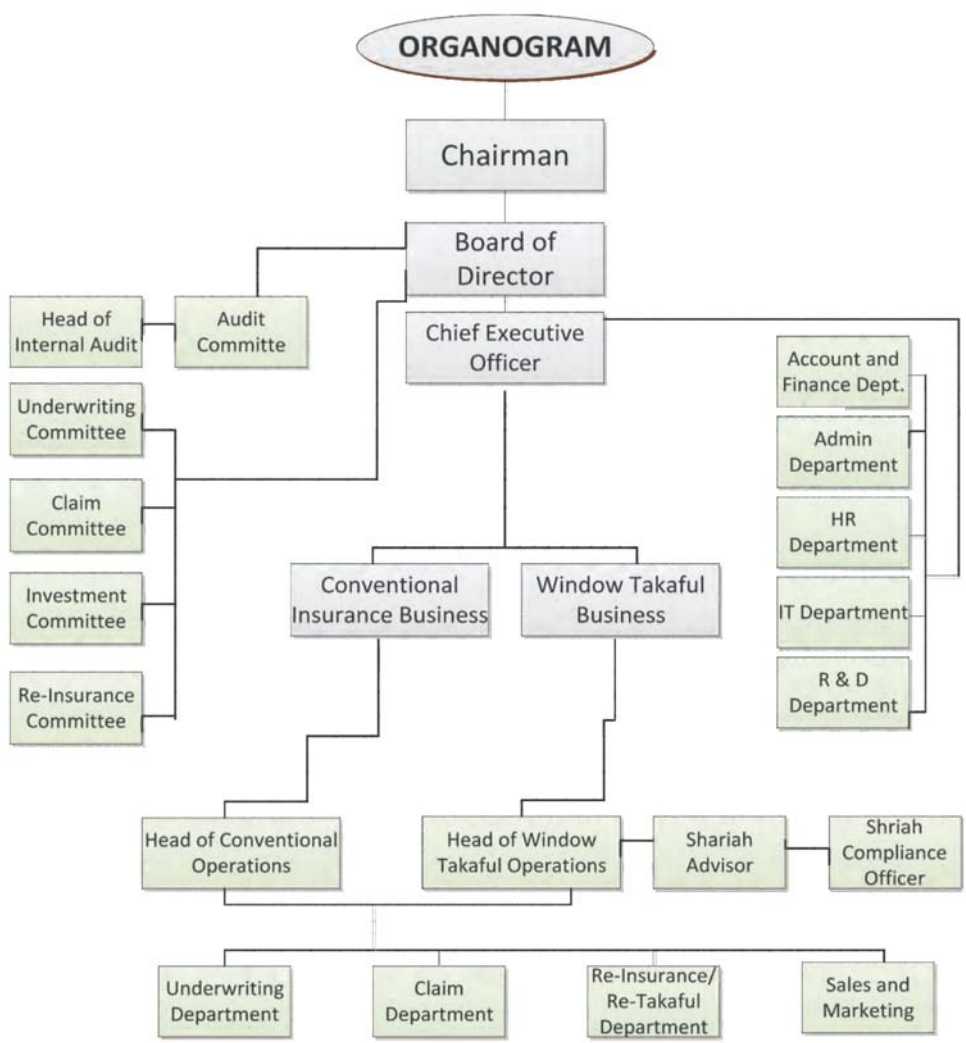 ORGANOGRAM
Chairman
Board of
Director
Head of
Internal Audit
Audit
Committe
Chief Executive
Officer
Underwriting
Committee
Claim
Committee
Investment
Committee
Re-Insurance
Committee
Account and
Finance Dept.
Admin
Department
HR
Department
IT Department
R & D
Department
Conventional
Insurance Business
Window Takaful
Business
Head of Conventional
Operations
Head of Window
Takaful Operations
Shariah
Advisor
Shriah
Compliance
Officer
Underwriting
Department
Claim
Department
Re-Insurance/
Re-Takaful
Department
Sales and
Marketing